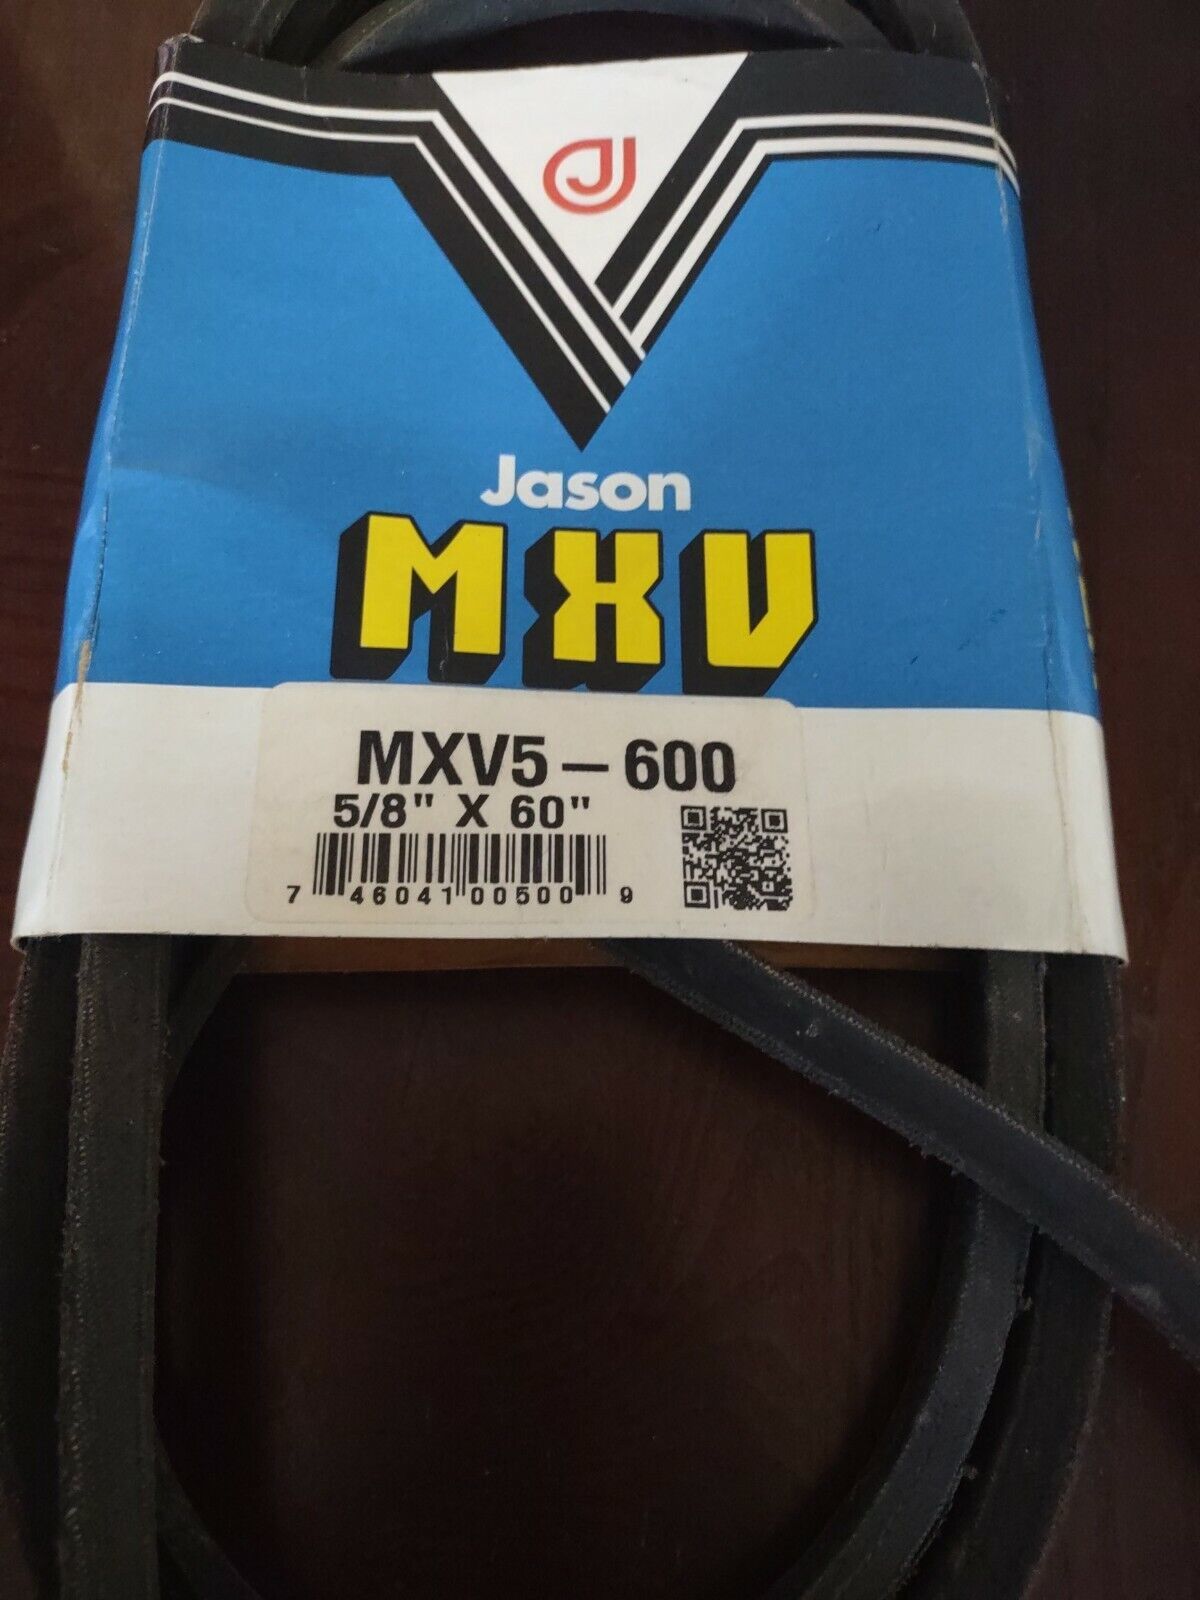 J
Jason
MXV
MXV5-600
5/8" X 60"
7 46041 00500 9